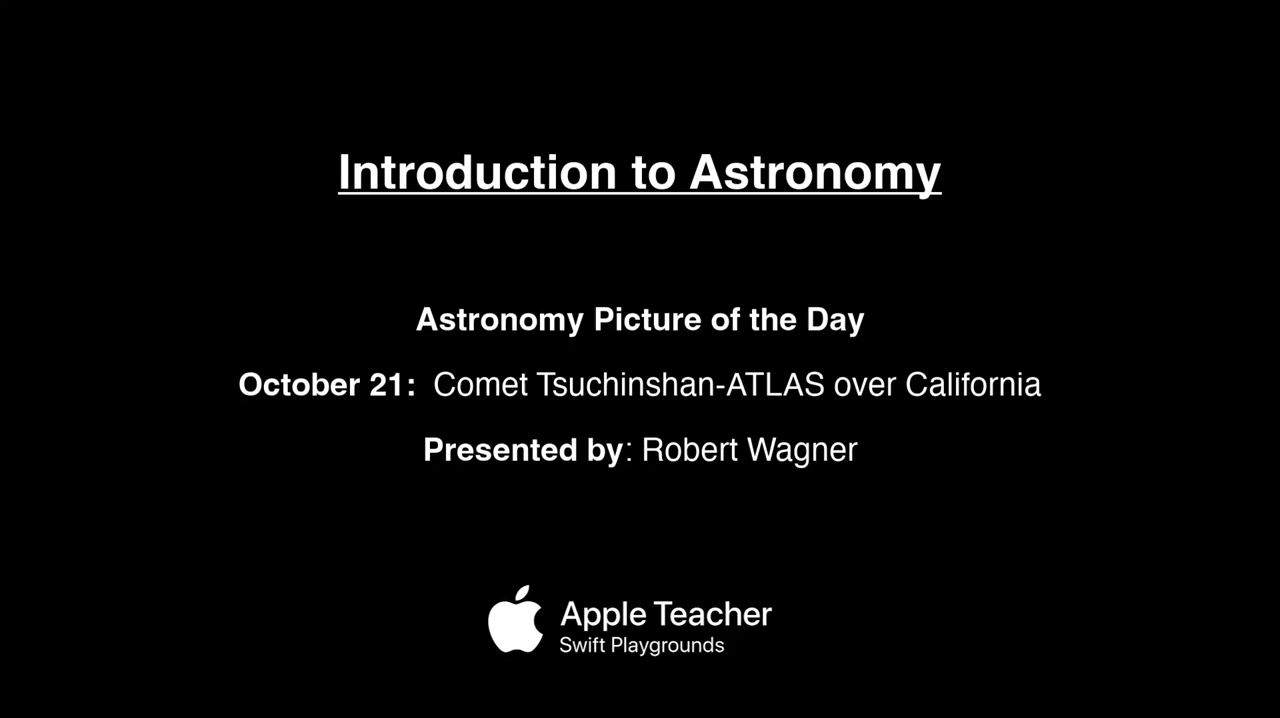 Introduction to Astronomy
Astronomy Picture of the Day
October 21: Comet Tsuchinshan-ATLAS over California
Presented by: Robert Wagner
Apple Teacher
Swift Playgrounds